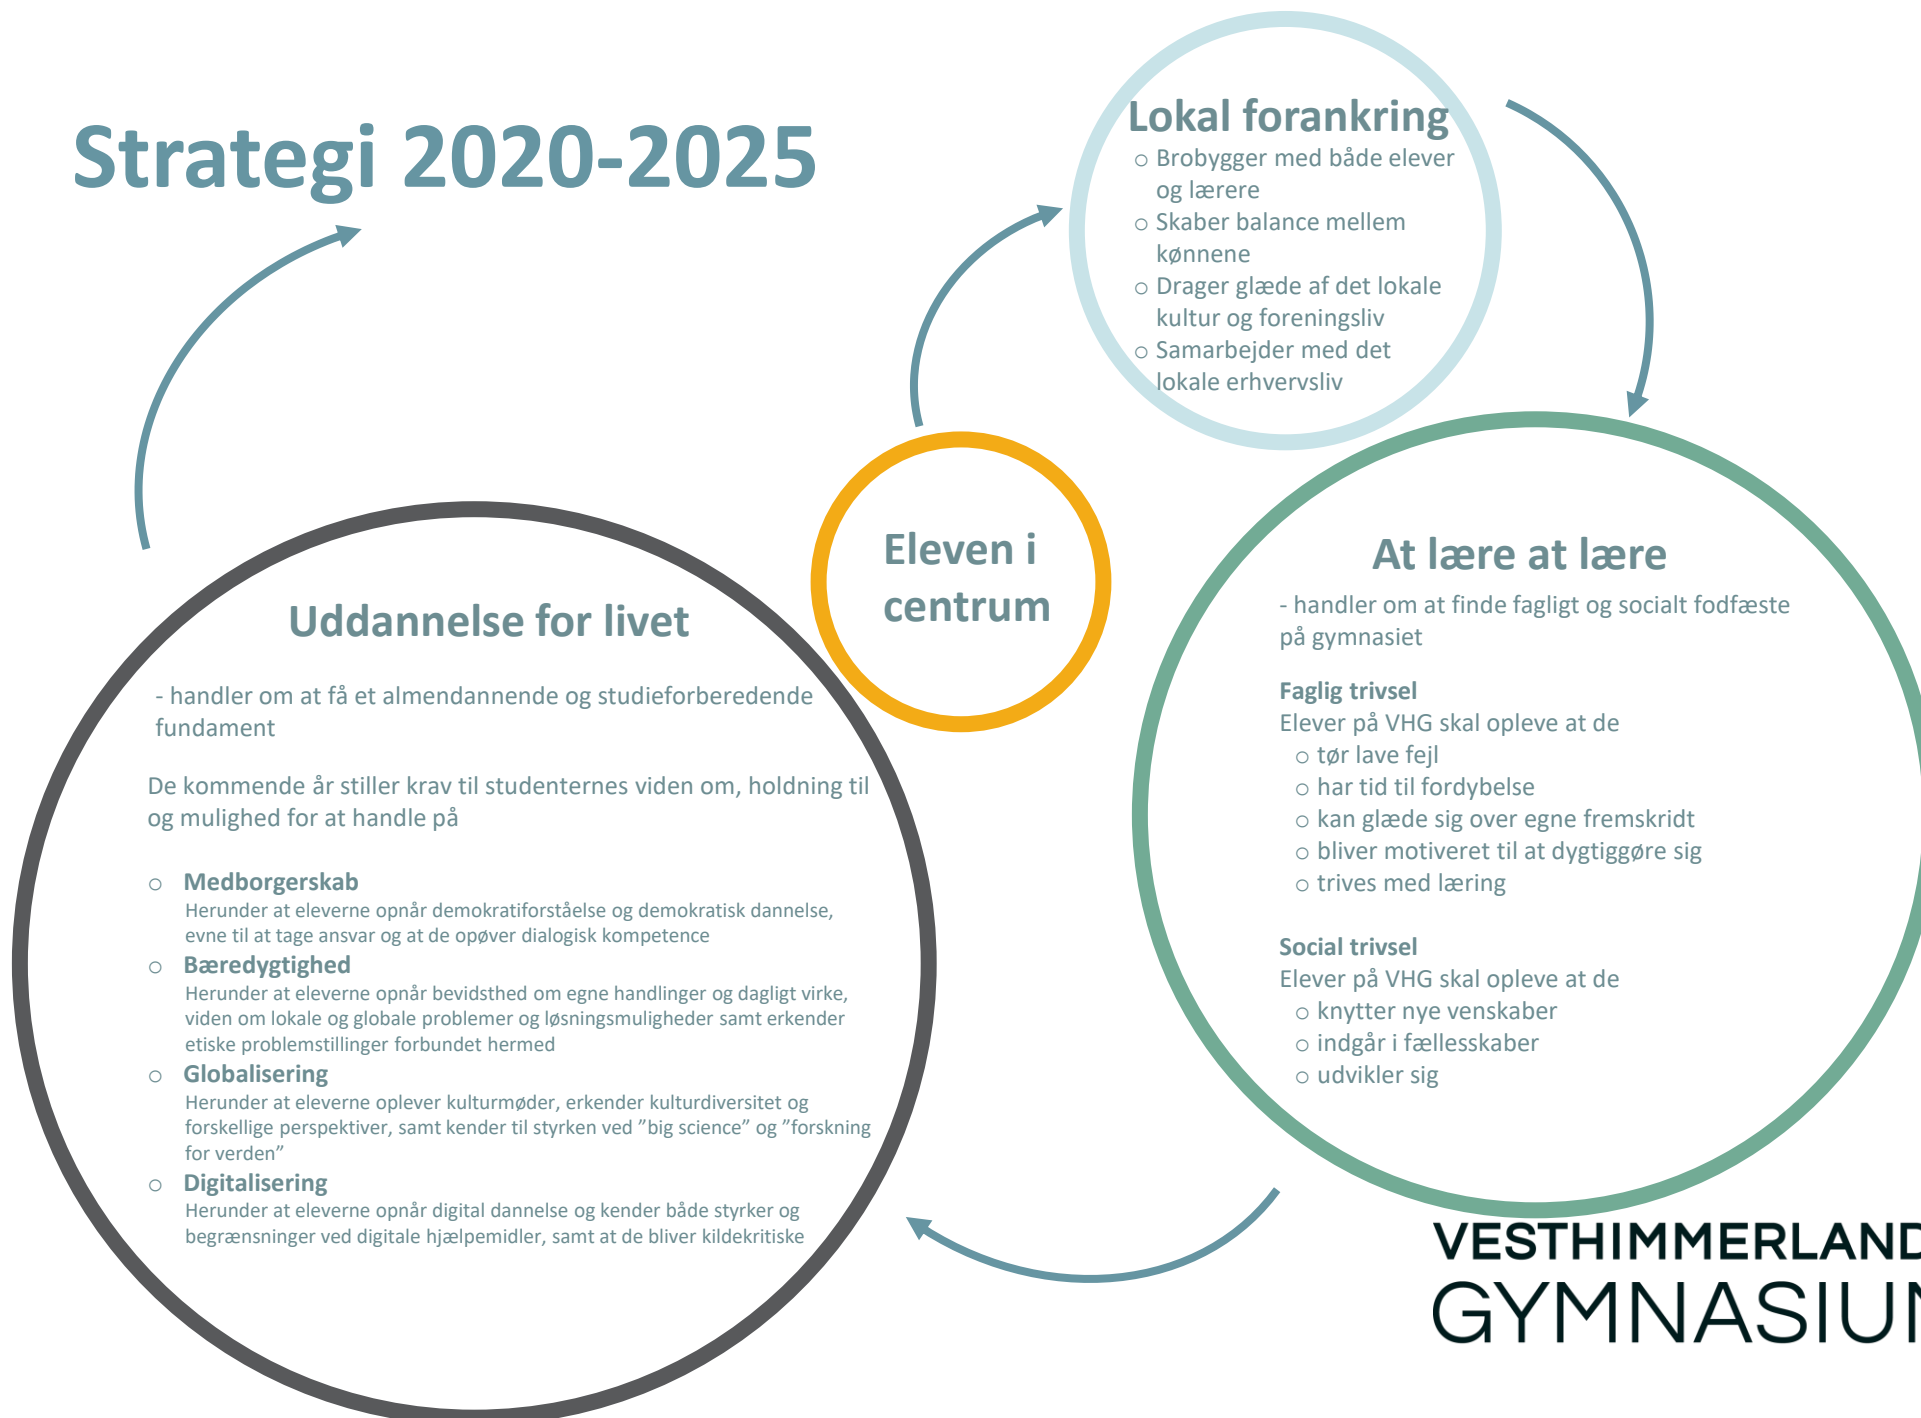 Strategi 2020-2025
Lokal forankring
○ Brobygger med både elever
og lærere
○ Skaber balance mellem
kønnene
○ Drager glæde af det lokale
kultur og foreningsliv
○ Samarbejder med det
lokale erhvervsliv
Eleven i
centrum
At lære at lære
- handler om at finde fagligt og socialt fodfæste
på gymnasiet
Faglig trivsel
Elever på VHG skal opleve at de
○ tør lave fejl
○ har tid til fordybelse
○ kan glæde sig over egne fremskridt
○ bliver motiveret til at dygtiggøre sig
○ trives med læring
Social trivsel
Elever på VHG skal opleve at de
○ knytter nye venskaber
○ indgår i fællesskaber
○ udvikler sig
Uddannelse for livet
- handler om at få et almendannende og studieforberedende
fundament
De kommende år stiller krav til studenternes viden om, holdning til
og mulighed for at handle på
○ Medborgerskab
Herunder at eleverne opnår demokratiforståelse og demokratisk dannelse,
evne til at tage ansvar og at de opøver dialogisk kompetence
○ Bæredygtighed
Herunder at eleverne opnår bevidsthed om egne handlinger og dagligt virke,
viden om lokale og globale problemer og løsningsmuligheder samt erkender
etiske problemstillinger forbundet hermed
○ Globalisering
Herunder at eleverne oplever kulturmøder, erkender kulturdiversitet og
forskellige perspektiver, samt kender til styrken ved ”big science” og ”forskning
for verden”
○ Digitalisering
Herunder at eleverne opnår digital dannelse og kender både styrker og
begrænsninger ved digitale hjælpemidler, samt at de bliver kildekritiske
VESTHIMMERLAND
GYMNASIUM